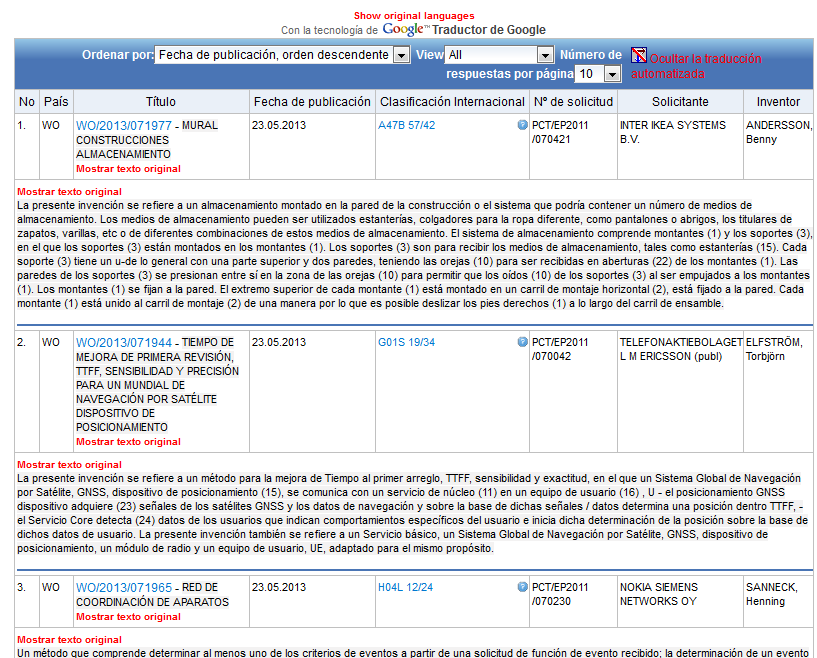 Show original languages
Con la tecnología de Google™ Traductor de Google
Ordenar por: Fecha de publicación, orden descendente View All Número de
respuestas por página 10 Ocultar la traducción
automatizada
No País Título Fecha de publicación Clasificación Internacional Nº de solicitud Solicitante Inventor
1. WO WO/2013/071977 - MURAL 23.05.2013 A47B 57/42 PCT/EP2011 INTER IKEA SYSTEMS ANDERSSON,
CONSTRUCCIONES /070421 B.V. Benny
ALMACENAMIENTO
Mostrar texto original
Mostrar texto original
La presente invención se refiere a un almacenamiento montado en la pared de la construcción o el sistema que podría contener un número de medios de
almacenamiento. Los medios de almacenamiento pueden ser utilizados estanterías, colgadores para la ropa diferente, como pantalones o abrigos, los titulares de
zapatos, varillas, etc o de diferentes combinaciones de estos medios de almacenamiento. El sistema de almacenamiento comprende montantes (1) y los soportes (3),
en el que los soportes (3) están montados en los montantes (1). Los soportes (3) son para recibir los medios de almacenamiento, tales como estanterías (15). Cada
soporte (3) tiene un u-de lo general con una parte superior y dos paredes, teniendo las orejas (10) para ser recibidas en aberturas (22) de los montantes (1). Las
paredes de los soportes (3) se presionan entre sí en la zona de las orejas (10) para permitir que los oídos (10) de los soportes (3) al ser empujados a los montantes
(1). Los montantes (1) se fijan a la pared. El extremo superior de cada montante (1) está montado en un carril de montaje horizontal (2), está fijado a la pared. Cada
montante (1) está unido al carril de montaje (2) de una manera por lo que es posible deslizar los pies derechos (1) a lo largo del carril de ensamble.
2. WO WO/2013/071944 - TIEMPO DE 23.05.2013 G01S 19/34 PCT/EP2011 TELEFONAKTIEBOLAGET ELFSTRÖM,
MEJORA DE PRIMERA REVISIÓN, /070042 L M ERICSSON (publ) Torbjörn
TTFF, SENSIBILIDAD Y PRECISIÓN
PARA UN MUNDIAL DE
NAVEGACIÓN POR SATÉLITE
DISPOSITIVO DE
POSICIONAMIENTO
Mostrar texto original
Mostrar texto original
La presente invención se refiere a un método para la mejora de Tiempo al primer arreglo, TTFF, sensibilidad y exactitud, en el que un Sistema Global de Navegación
por Satélite, GNSS, dispositivo de posicionamiento (15), se comunica con un servicio de núcleo (11) en un equipo de usuario (16) , U - el posicionamiento GNSS
dispositivo adquiere (23) señales de los satélites GNSS y los datos de navegación y sobre la base de dichas señales / datos determina una posición dentro TTFF, -
el Servicio Core detecta (24) datos de los usuarios que indican comportamientos específicos del usuario e inicia dicha determinación de la posición sobre la base de
dichos datos de usuario. La presente invención también se refiere a un Servicio básico, un Sistema Global de Navegación por Satélite, GNSS, dispositivo de
posicionamiento, un módulo de radio y un equipo de usuario, UE, adaptado para el mismo propósito.
3. WO WO/2013/071965 - RED DE 23.05.2013 H04L 12/24 PCT/EP2011 NOKIA SIEMENS SANNECK,
COORDINACIÓN DE APARATOS /070230 NETWORKS OY Henning
Mostrar texto original
Mostrar texto original
Un método que comprende determinar al menos uno de los criterios de eventos a partir de una solicitud de función de evento recibido; la determinación de un evento